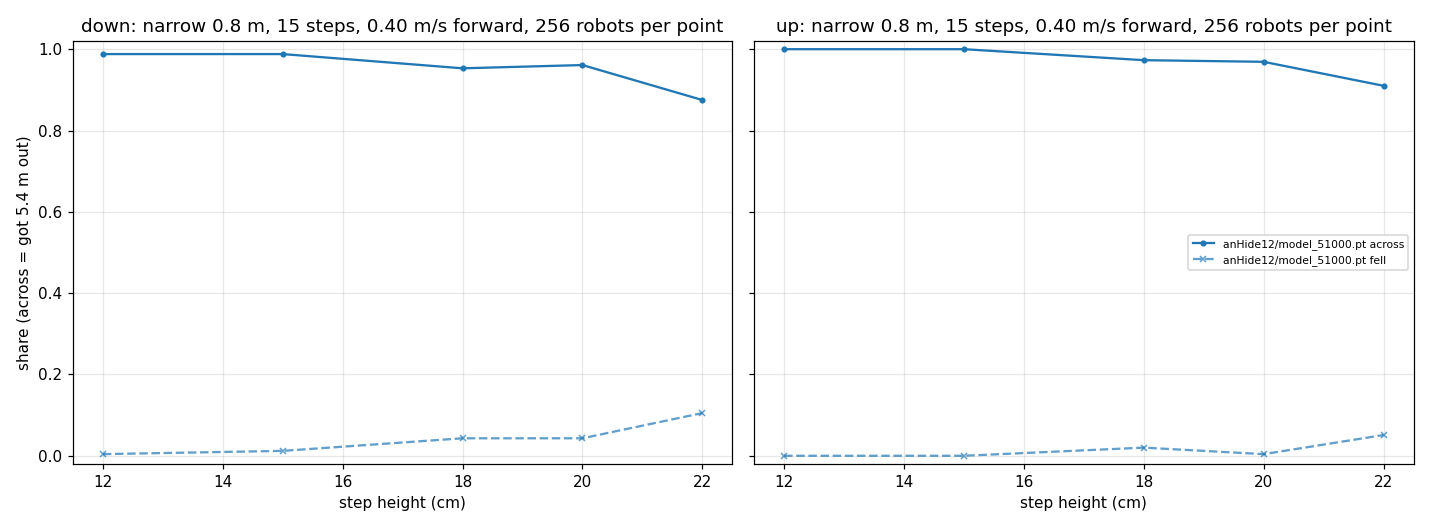 down: narrow 0.8 m, 15 steps, 0.40 m/s forward, 256 robots per point
up: narrow 0.8 m, 15 steps, 0.40 m/s forward, 256 robots per point
share (across = got 5.4 m out)
1.0
0.8
0.6
0.4
0.2
0.0
12 14 16 18 20 22
step height (cm)
anHide12/model_51000.pt across
anHide12/model_51000.pt fell
12 14 16 18 20 22
step height (cm)